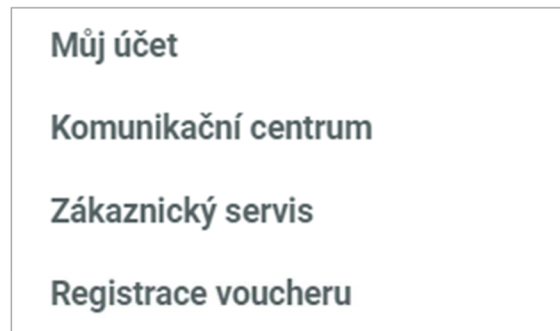 Můj účet
Komunikační centrum
Zákaznický servis
Registrace voucheru